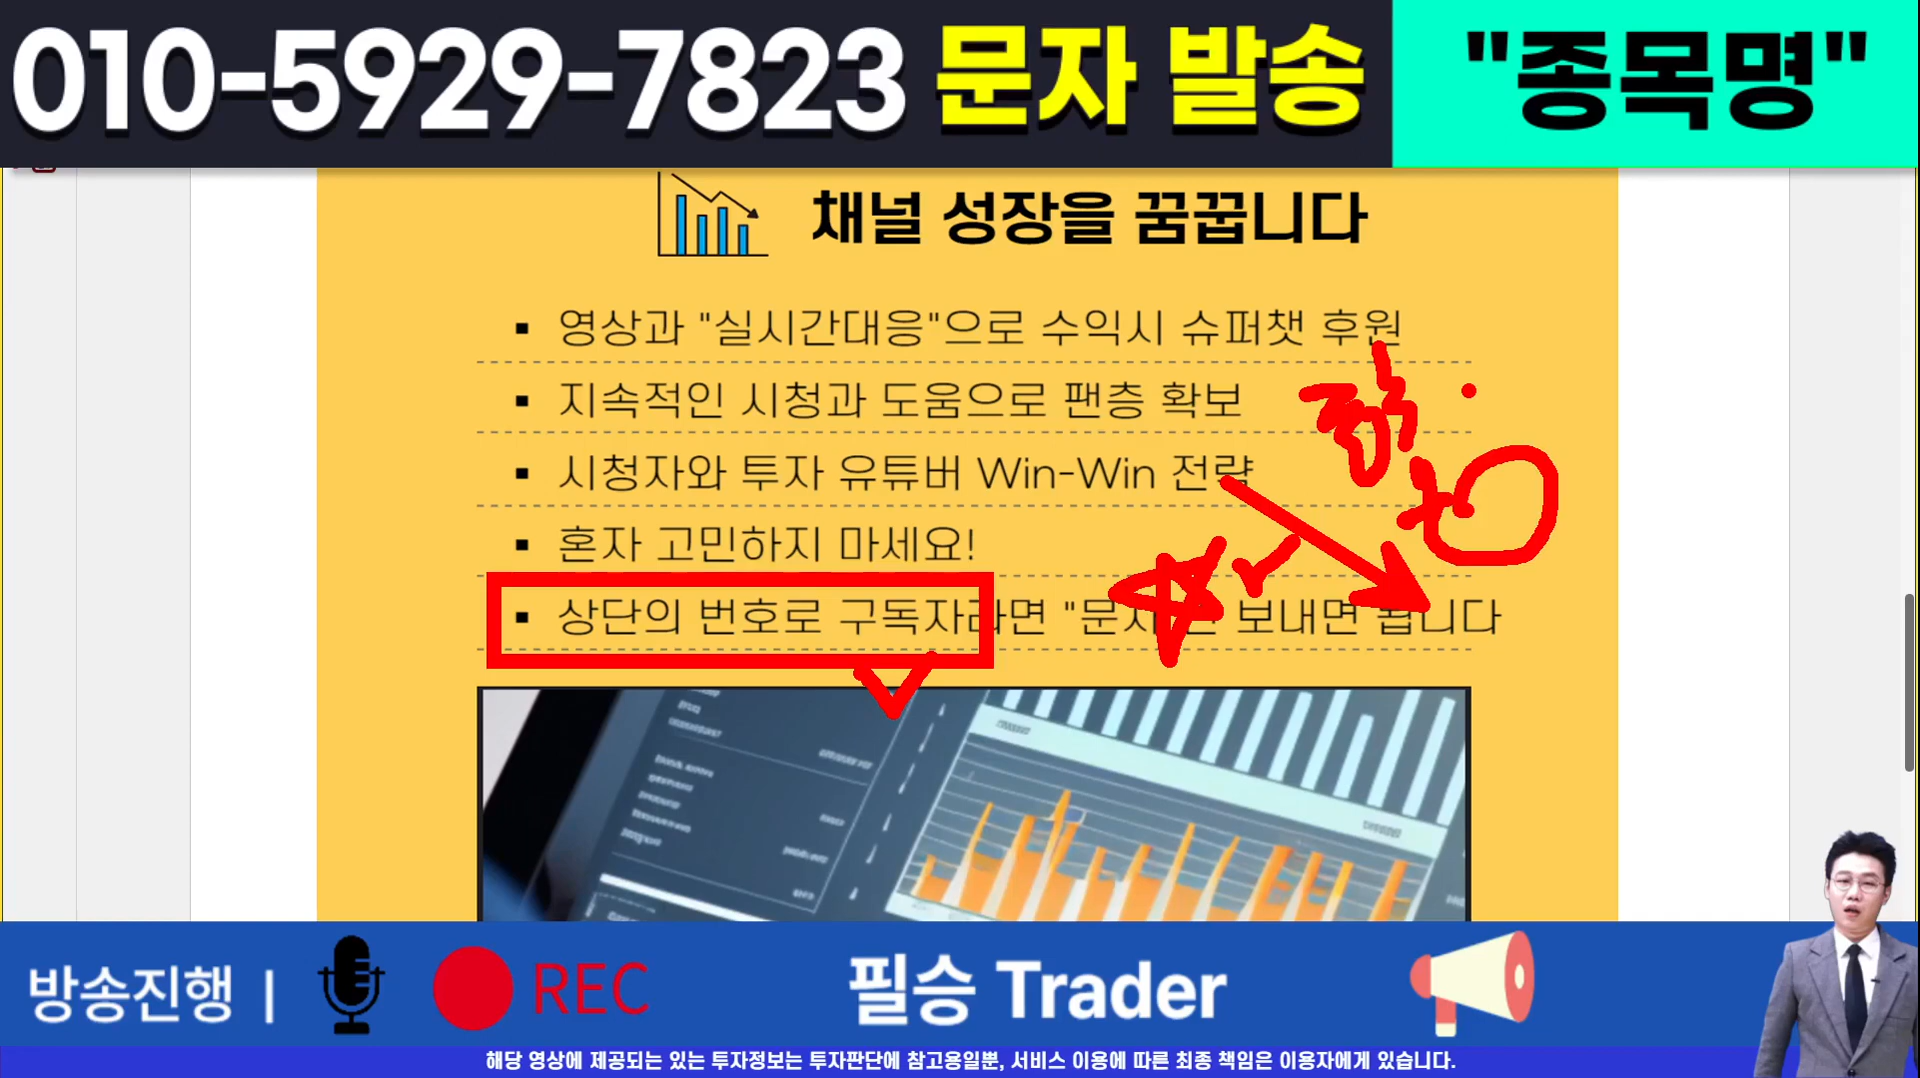 010-5929-7823 문자 발송 "종목명"
채널 성장을 꿈꿉니다
▪ 영상과 "실시간대응"으로 수익시 슈퍼챗 후원
▪ 지속적인 시청과 도움으로 팬층 확보
▪ 시청자와 투자 유튜버 Win-Win 전략
▪ 혼자 고민하지 마세요!
▪ 상단의 번호로 구독자라면 "문자"만 보내면 됩니다
방송진행 | REC 필승 Trader
해당 영상에 제공되는 있는 투자정보는 투자판단에 참고용일뿐, 서비스 이용에 따른 최종 책임은 이용자에게 있습니다.